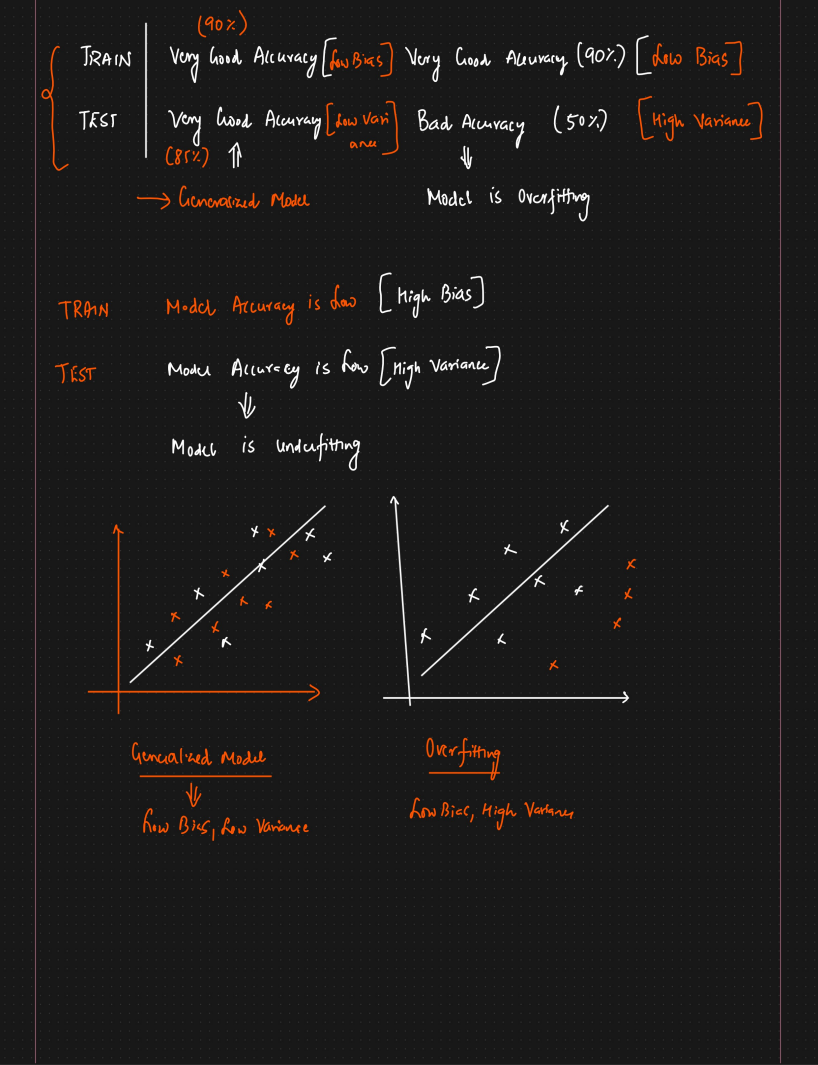 (90%)
TRAIN Very Good Accuracy [Low Bias] Very Good Accuracy (90%) [Low Bias]
TEST Very Good Accuracy [Low Vari
ance] Bad Accuracy (50%) [High Variance]
(85%)
→ Generalized Model Model is Overfitting
TRAIN Model Accuracy is Low [High Bias]
TEST Model Accuracy is Low [High Variance]
Model is underfitting
Generalized Model Overfitting
Low Bias, Low Variance Low Bias, High Variance